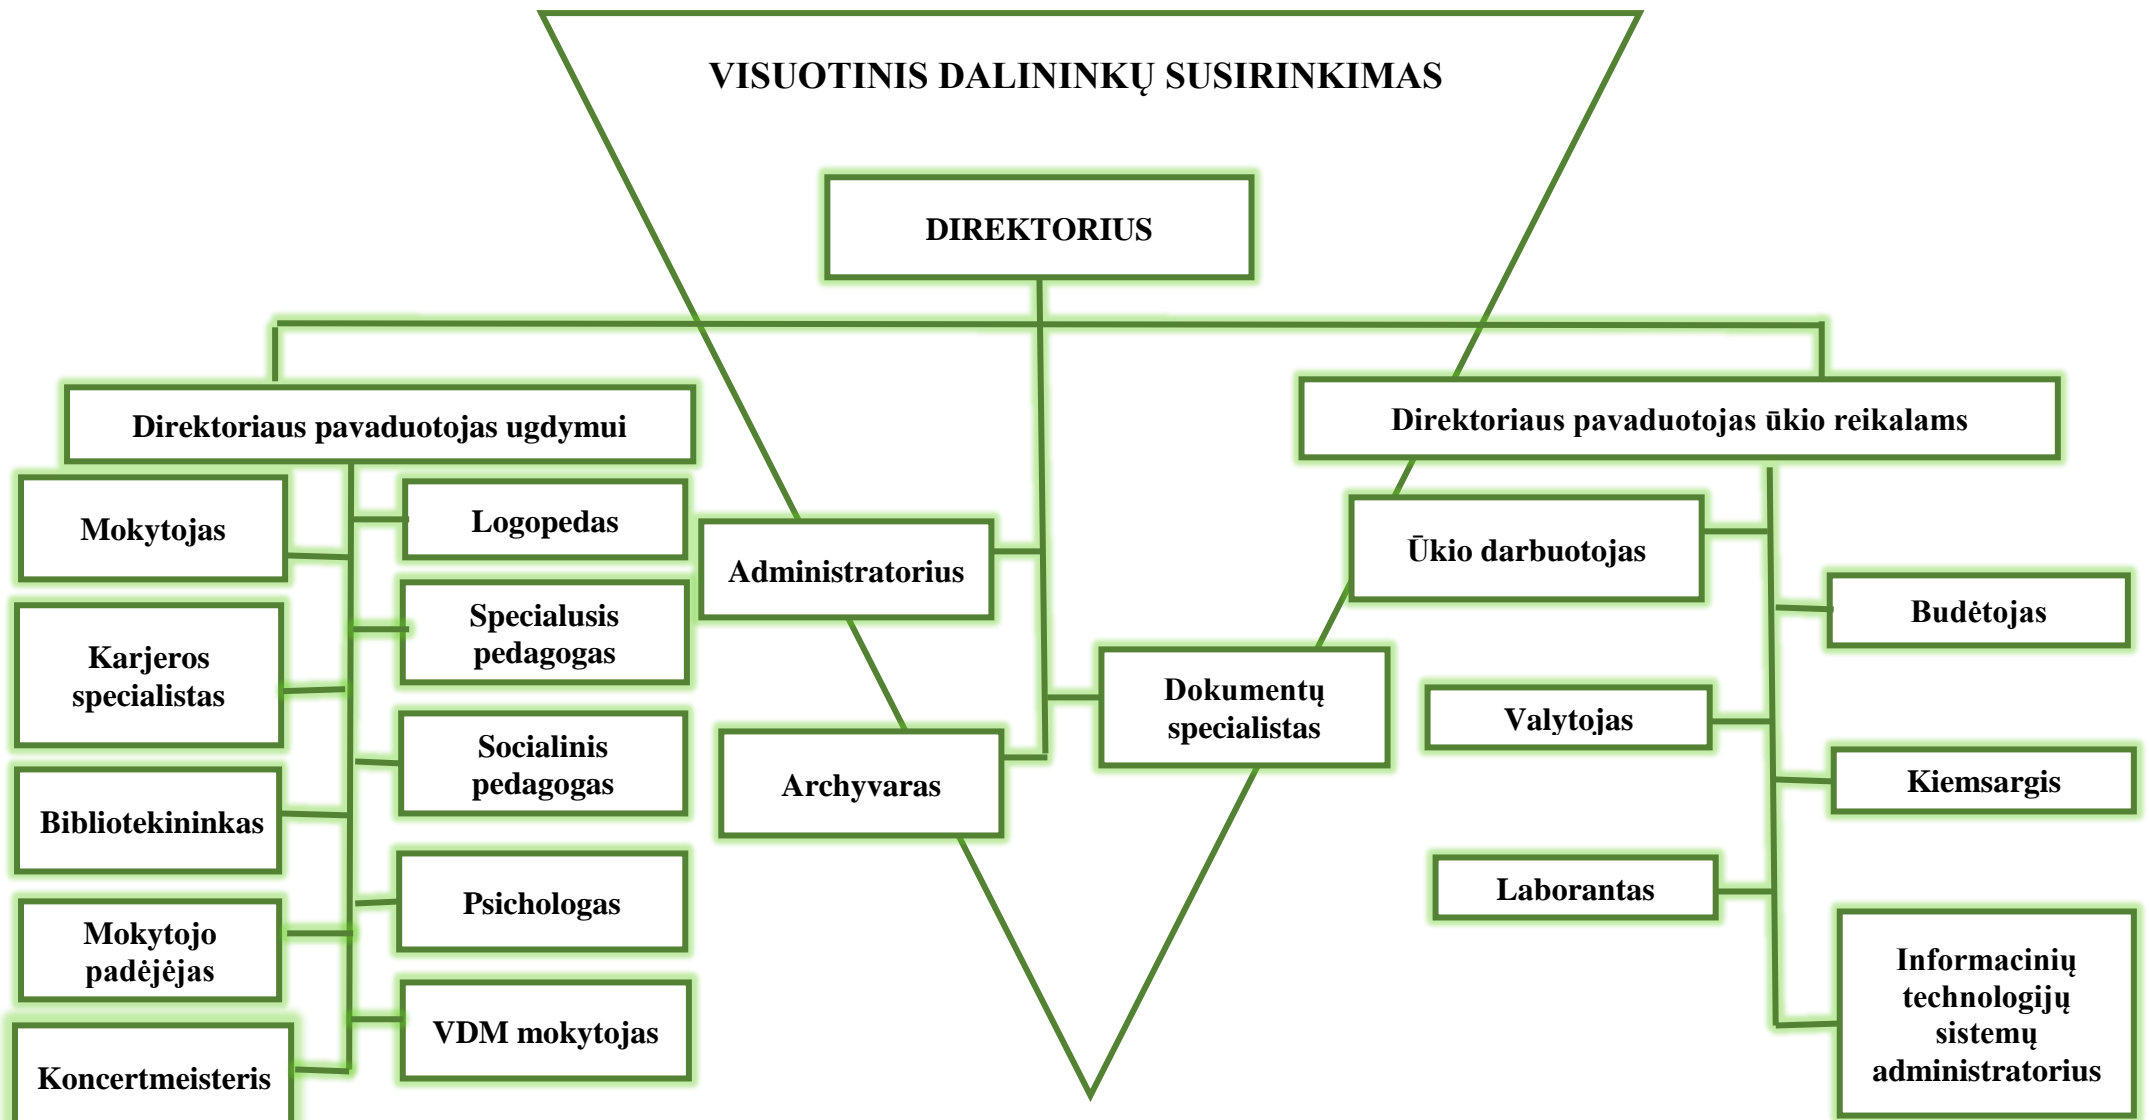 VISUOTINIS DALININKŲ SUSIRINKIMAS
DIREKTORIUS
Direktoriaus pavaduotojas ugdymui
Direktoriaus pavaduotojas ūkio reikalams
Mokytojas
Logopedas
Karjeros
specialistas
Specialusis
pedagogas
Bibliotekininkas
Socialinis
pedagogas
Mokytojo
padėjėjas
Psichologas
Koncertmeisteris
VDM mokytojas
Administratorius
Dokumentų
specialistas
Archyvaras
Ūkio darbuotojas
Budėtojas
Valytojas
Kiemsargis
Laborantas
Informacinių
technologijų
sistemų
administratorius